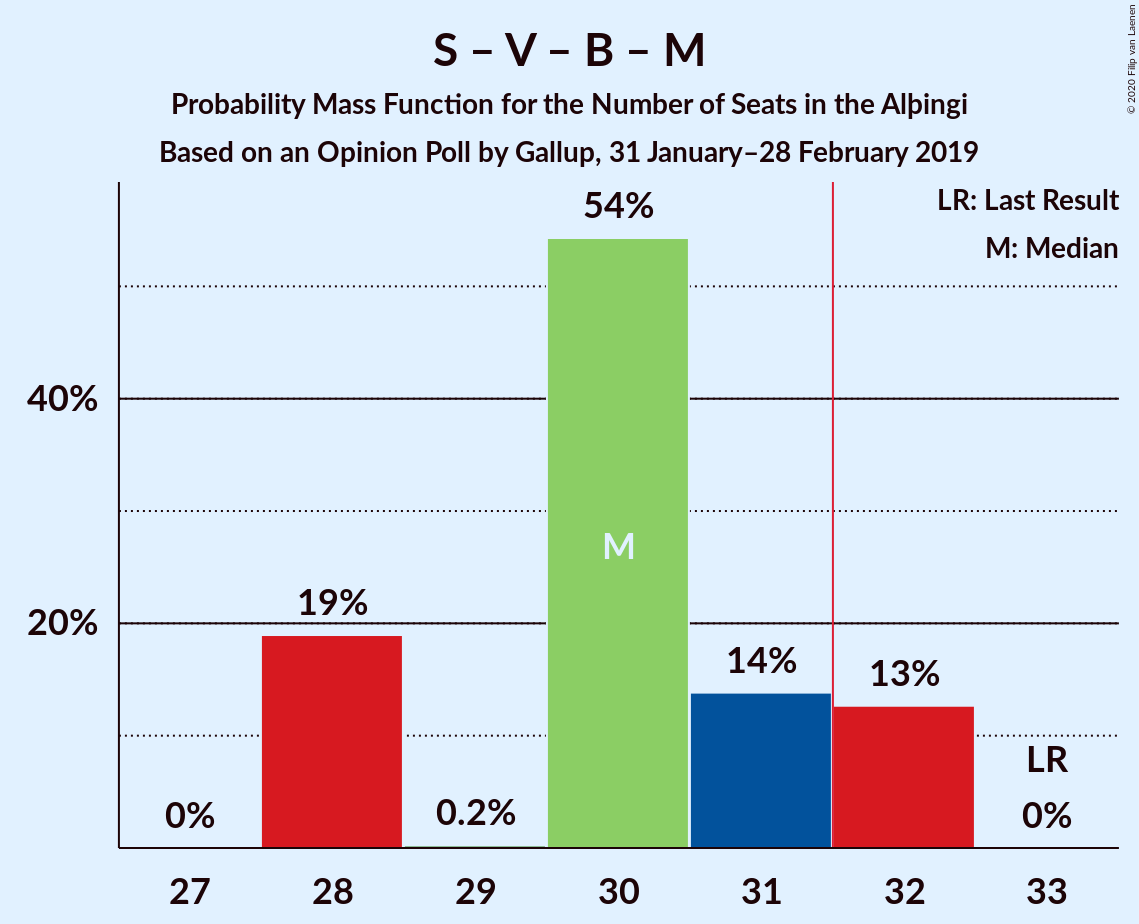 S – V – B – M
Probability Mass Function for the Number of Seats in the Alþingi
Based on an Opinion Poll by Gallup, 31 January–28 February 2019
© 2020 Filip van Laenen
LR: Last Result
M: Median
54%
40%
M
20%
19%
14%
13%
LR
0%
0.2%
0%
27 28 29 30 31 32 33